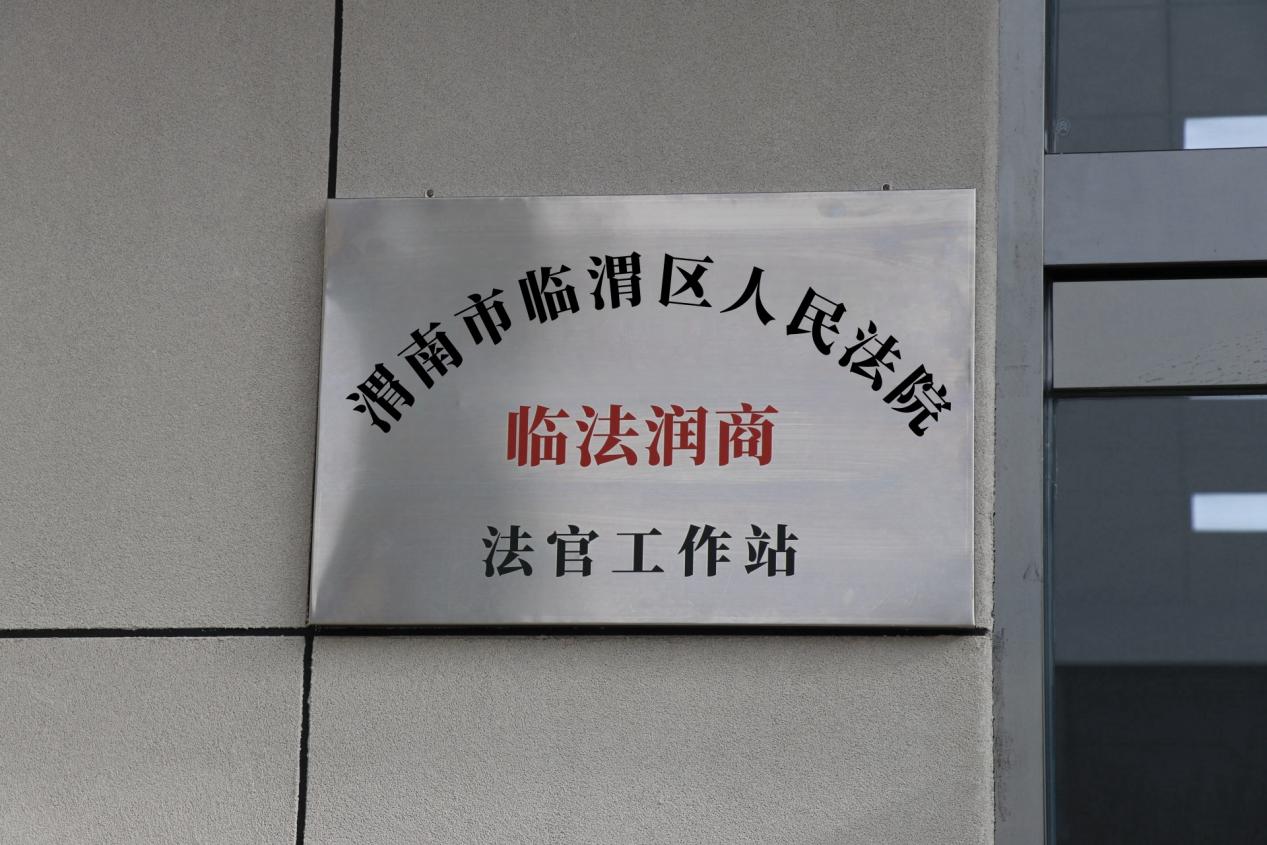 渭南市临渭区人民法院
临法润商
法官工作站